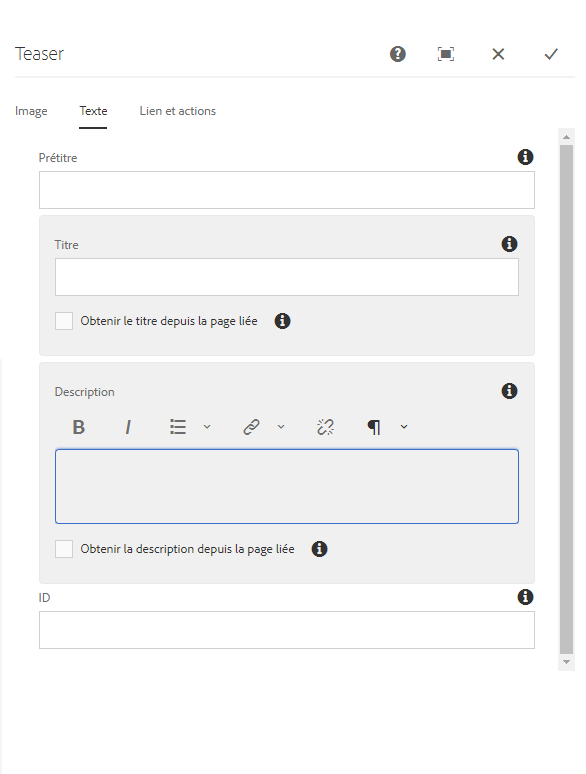 Teaser
Image Texte Lien et actions
Prétitre
Titre
Obtenir le titre depuis la page liée
Description
B I ¶
Obtenir la description depuis la page liée
ID